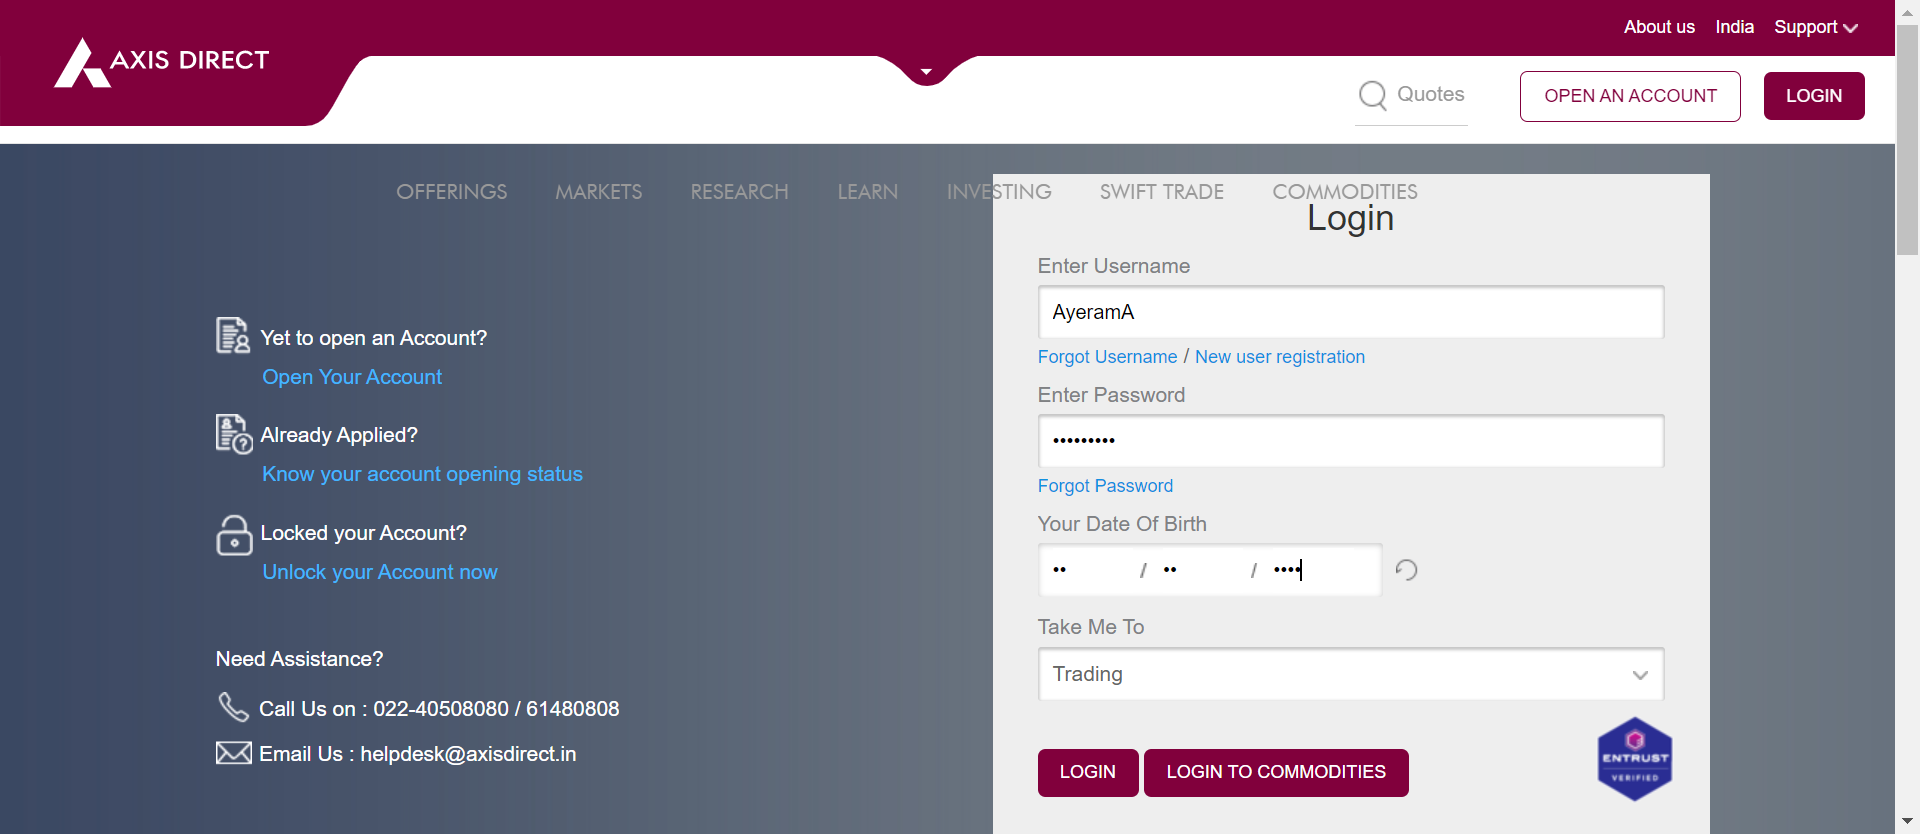 About us India Support
AXIS DIRECT
Quotes
OPEN AN ACCOUNT
LOGIN
OFFERINGS MARKETS RESEARCH LEARN INVESTING SWIFT TRADE COMMODITIES
Yet to open an Account?
Open Your Account
Already Applied?
Know your account opening status
Locked your Account?
Unlock your Account now
Need Assistance?
Call Us on : 022-40508080 / 61480808
Email Us : helpdesk@axisdirect.in
Login
Enter Username
AyeramA
Forgot Username / New user registration
Enter Password
•••••••••
Forgot Password
Your Date Of Birth
•• / •• / ••••
Take Me To
Trading
LOGIN LOGIN TO COMMODITIES
ENTRUST
VERIFIED